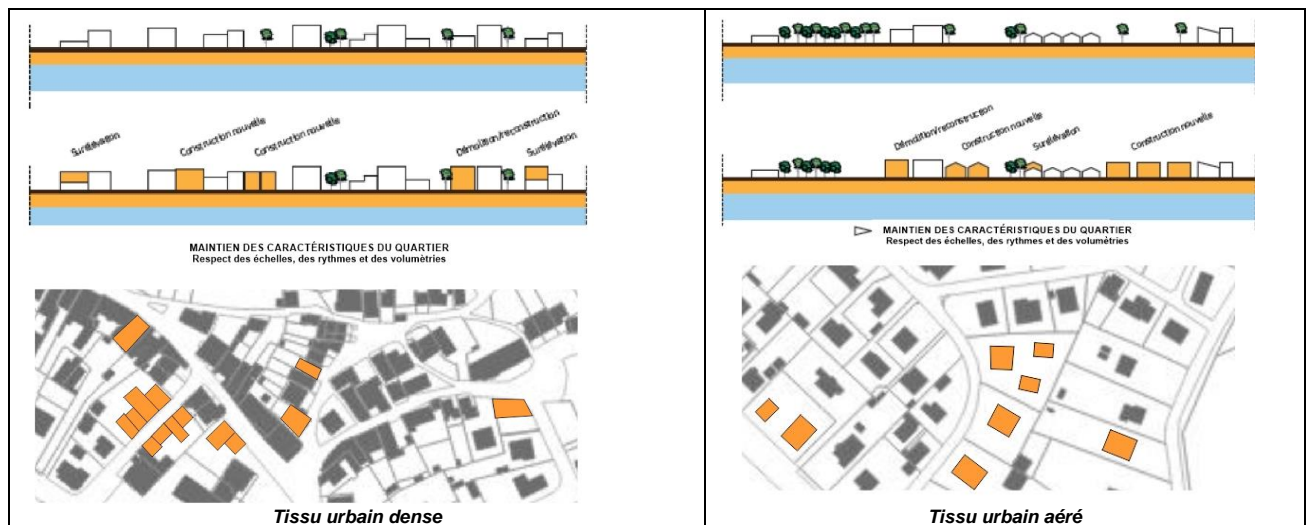 Surélévation
Construction nouvelle
Construction nouvelle
Démolition/reconstruction
Surélévation
MAINTIEN DES CARACTÉRISTIQUES DU QUARTIER
Respect des échelles, des rythmes et des volumètries
Tissu urbain dense
Démolition/reconstruction
Construction nouvelle
Surélévation
Construction nouvelle
MAINTIEN DES CARACTÉRISTIQUES DU QUARTIER
Respect des échelles, des rythmes et des volumètries
Tissu urbain aéré